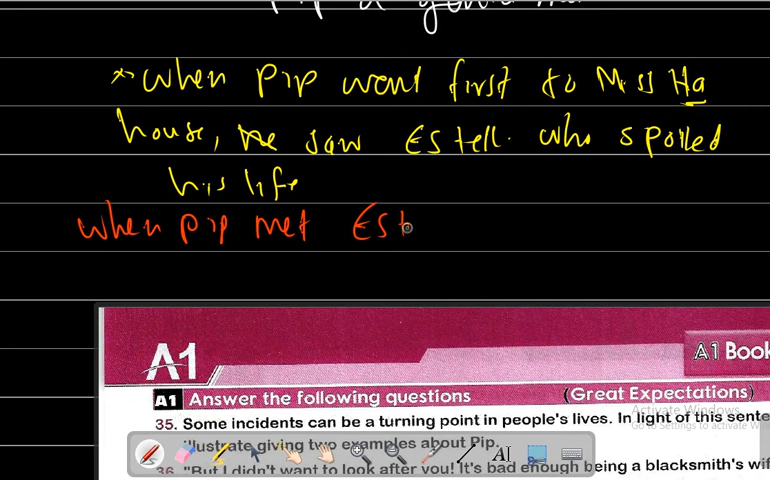 when Pip went first to Miss Ha
house, he saw Estell. who spoiled
his life
when pip met Est
A1
A1 Book
A1 Answer the following questions (Great Expectations)
35. Some incidents can be a turning point in people's lives. In light of this sente
illustrate giving two examples about Pip.
Activate Windows
Go to Settings to activate W
36. "But I didn't want to look after you! It's bad enough being a blacksmith's wif